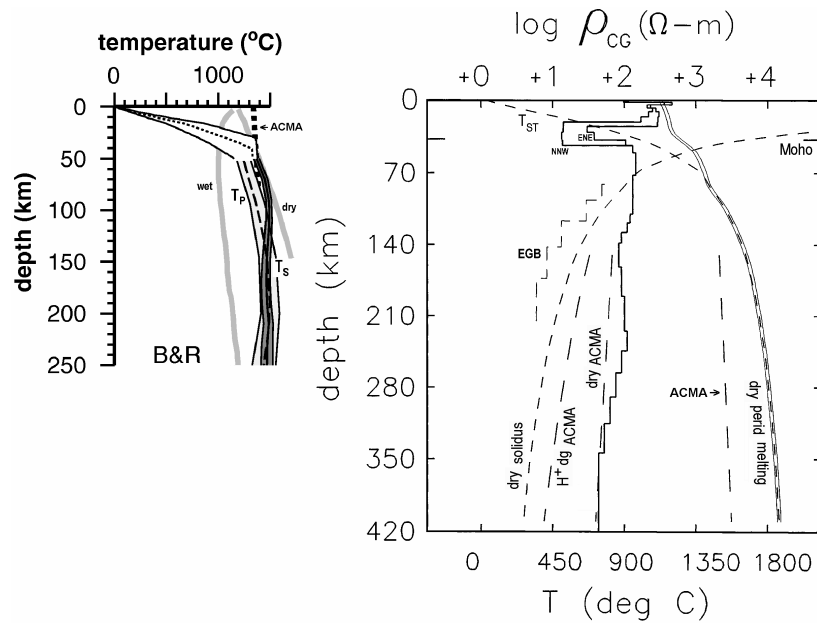 temperature (°C)
0 1000
0
50
100
150
200
250
depth (km)
←ACMA
wet
dry
T_P
T_S
B&R
log ρ_CG (Ω−m)
+0 +1 +2 +3 +4
0
70
140
210
280
350
420
depth (km)
T_ST
ENE
NNW
Moho
EGB
dry ACMA
H⁺dg ACMA
dry solidus
ACMA→
dry perid melting
0 450 900 1350 1800
T (deg C)